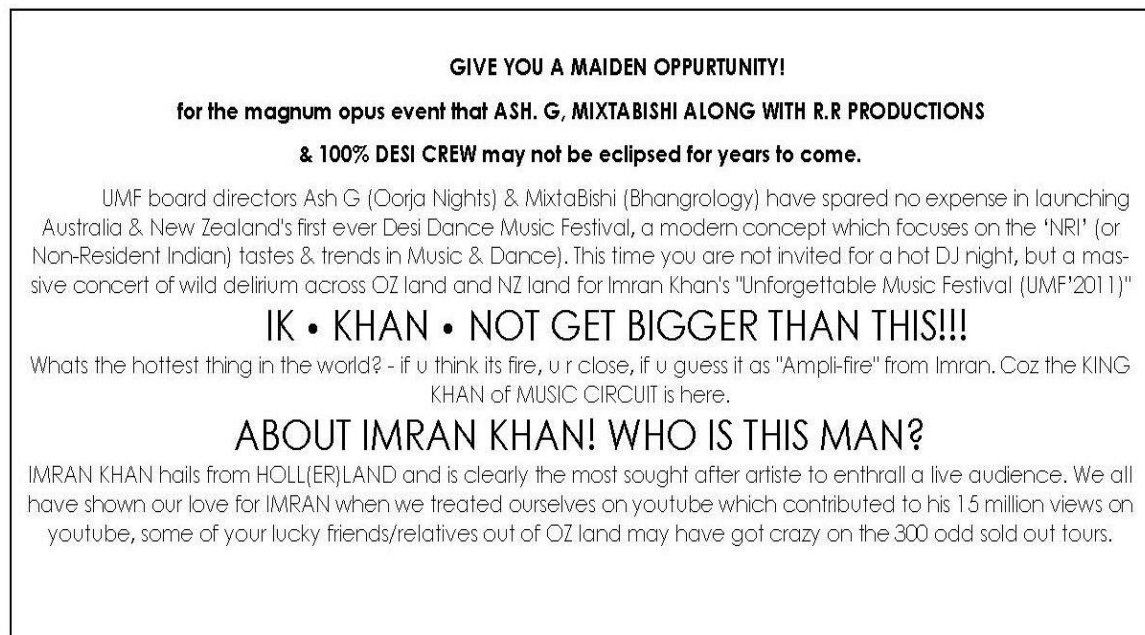 GIVE YOU A MAIDEN OPPURTUNITY!
for the magnum opus event that ASH. G, MIXTABISHI ALONG WITH R.R PRODUCTIONS
& 100% DESI CREW may not be eclipsed for years to come.
UMF board directors Ash G (Oorja Nights) & MixtaBishi (Bhangrology) have spared no expense in launching
Australia & New Zealand's first ever Desi Dance Music Festival, a modern concept which focuses on the ‘NRI’ (or
Non-Resident Indian) tastes & trends in Music & Dance). This time you are not invited for a hot DJ night, but a mas-
sive concert of wild delirium across OZ land and NZ land for Imran Khan's "Unforgettable Music Festival (UMF’2011)"
IK • KHAN • NOT GET BIGGER THAN THIS!!!
Whats the hottest thing in the world? - if u think its fire, u r close, if u guess it as "Ampli-fire" from Imran. Coz the KING
KHAN of MUSIC CIRCUIT is here.
ABOUT IMRAN KHAN! WHO IS THIS MAN?
IMRAN KHAN hails from HOLL(ER)LAND and is clearly the most sought after artiste to enthrall a live audience. We all
have shown our love for IMRAN when we treated ourselves on youtube which contributed to his 15 million views on
youtube, some of your lucky friends/relatives out of OZ land may have got crazy on the 300 odd sold out tours.